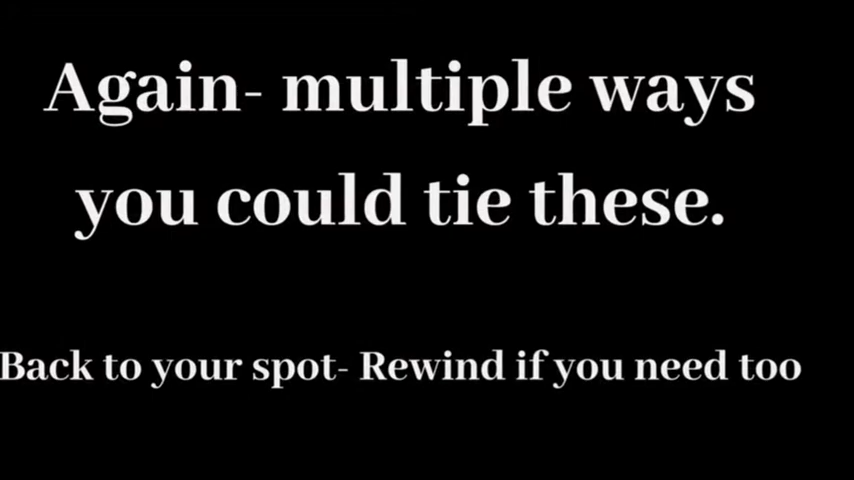 Again- multiple ways
you could tie these.
Back to your spot- Rewind if you need too